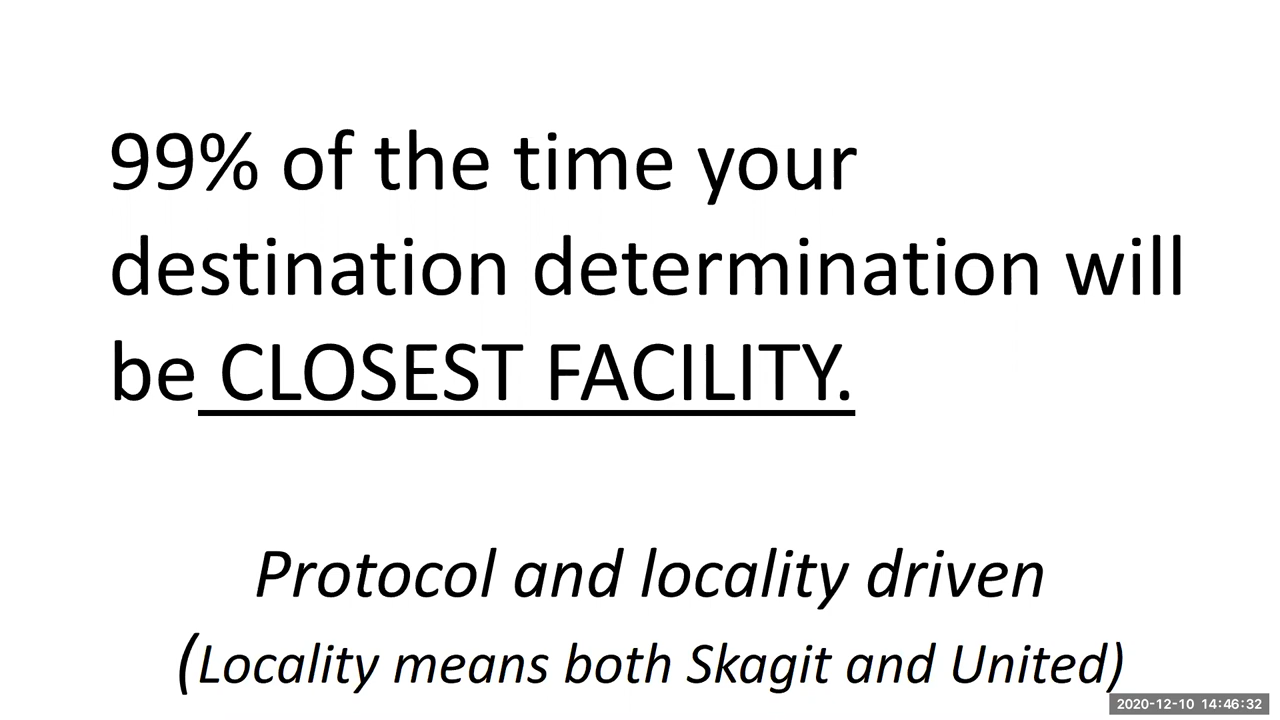 99% of the time your
destination determination will
be CLOSEST FACILITY.
Protocol and locality driven
(Locality means both Skagit and United)
2020-12-10 14:46:32